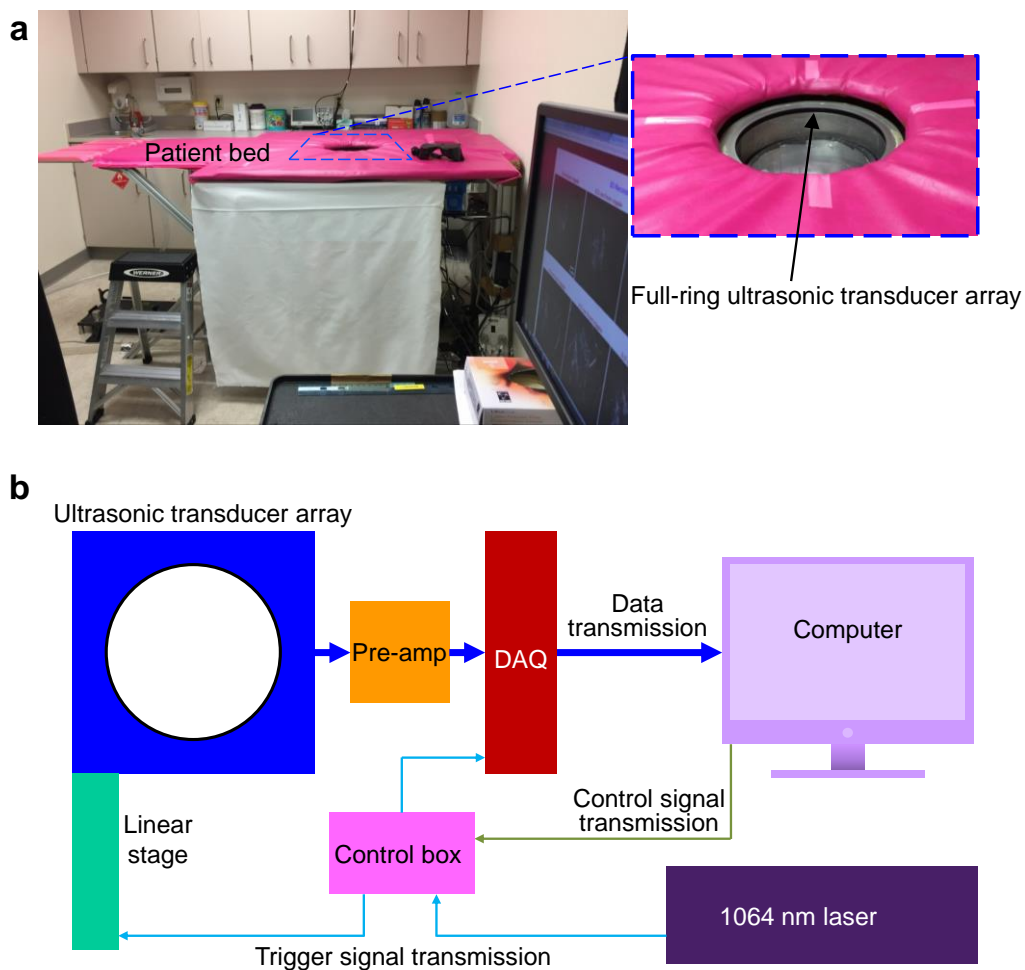 a
Patient bed
WERNER
Full-ring ultrasonic transducer array
b
Ultrasonic transducer array
Pre-amp
DAQ
Data
transmission
Computer
Linear
stage
Control box
Control signal
transmission
1064 nm laser
Trigger signal transmission